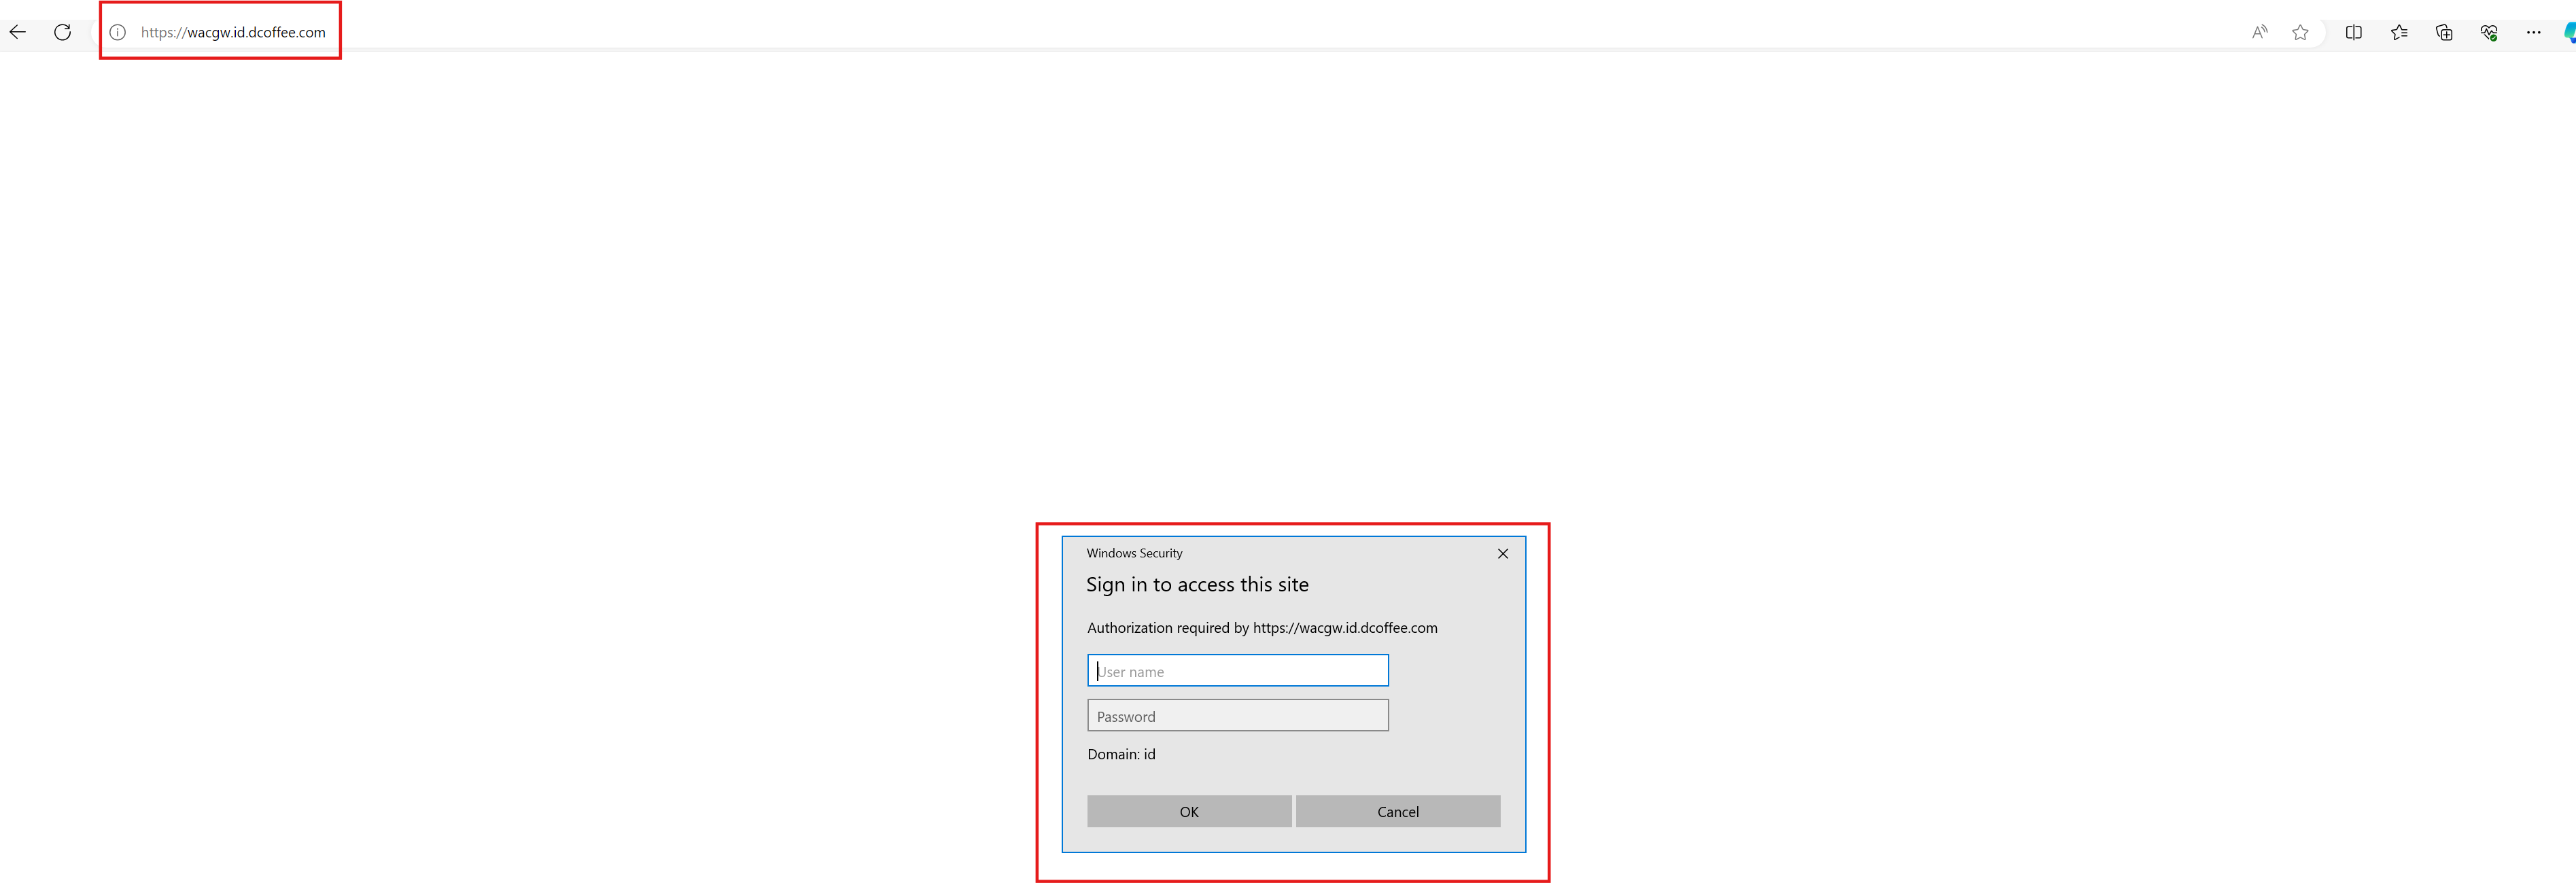 https://wacgw.id.dcoffee.com
Windows Security
Sign in to access this site
Authorization required by https://wacgw.id.dcoffee.com
User name
Password
Domain: id
OK
Cancel